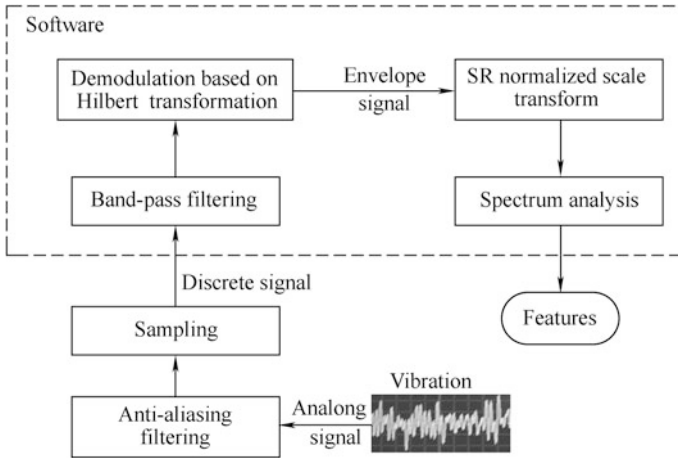 Software
Demodulation based on
Hilbert transformation
Envelope
signal
SR normalized scale
transform
Band-pass filtering
Spectrum analysis
Discrete signal
Sampling
Features
Vibration
Anti-aliasing
filtering
Analong
signal